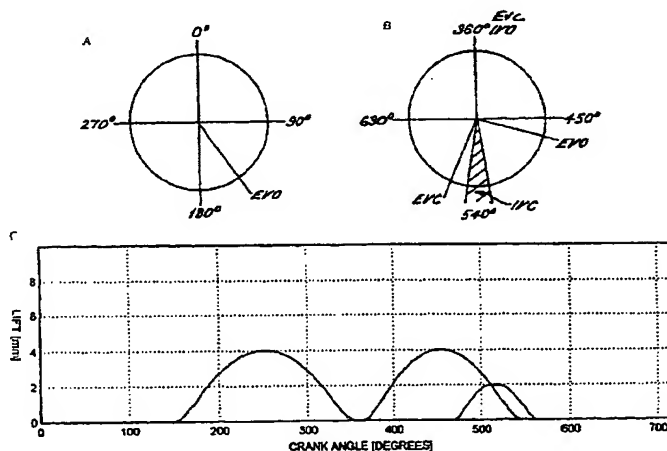 A
0°
270°
90°
EVO
180°
B
EVC
360° IVO
630°
450°
EVO
EVC
IVC
540°
C
LIFT [mm]
8
6
4
2
0
0 100 200 300 400 500 600 700
CRANK ANGLE [DEGREES]